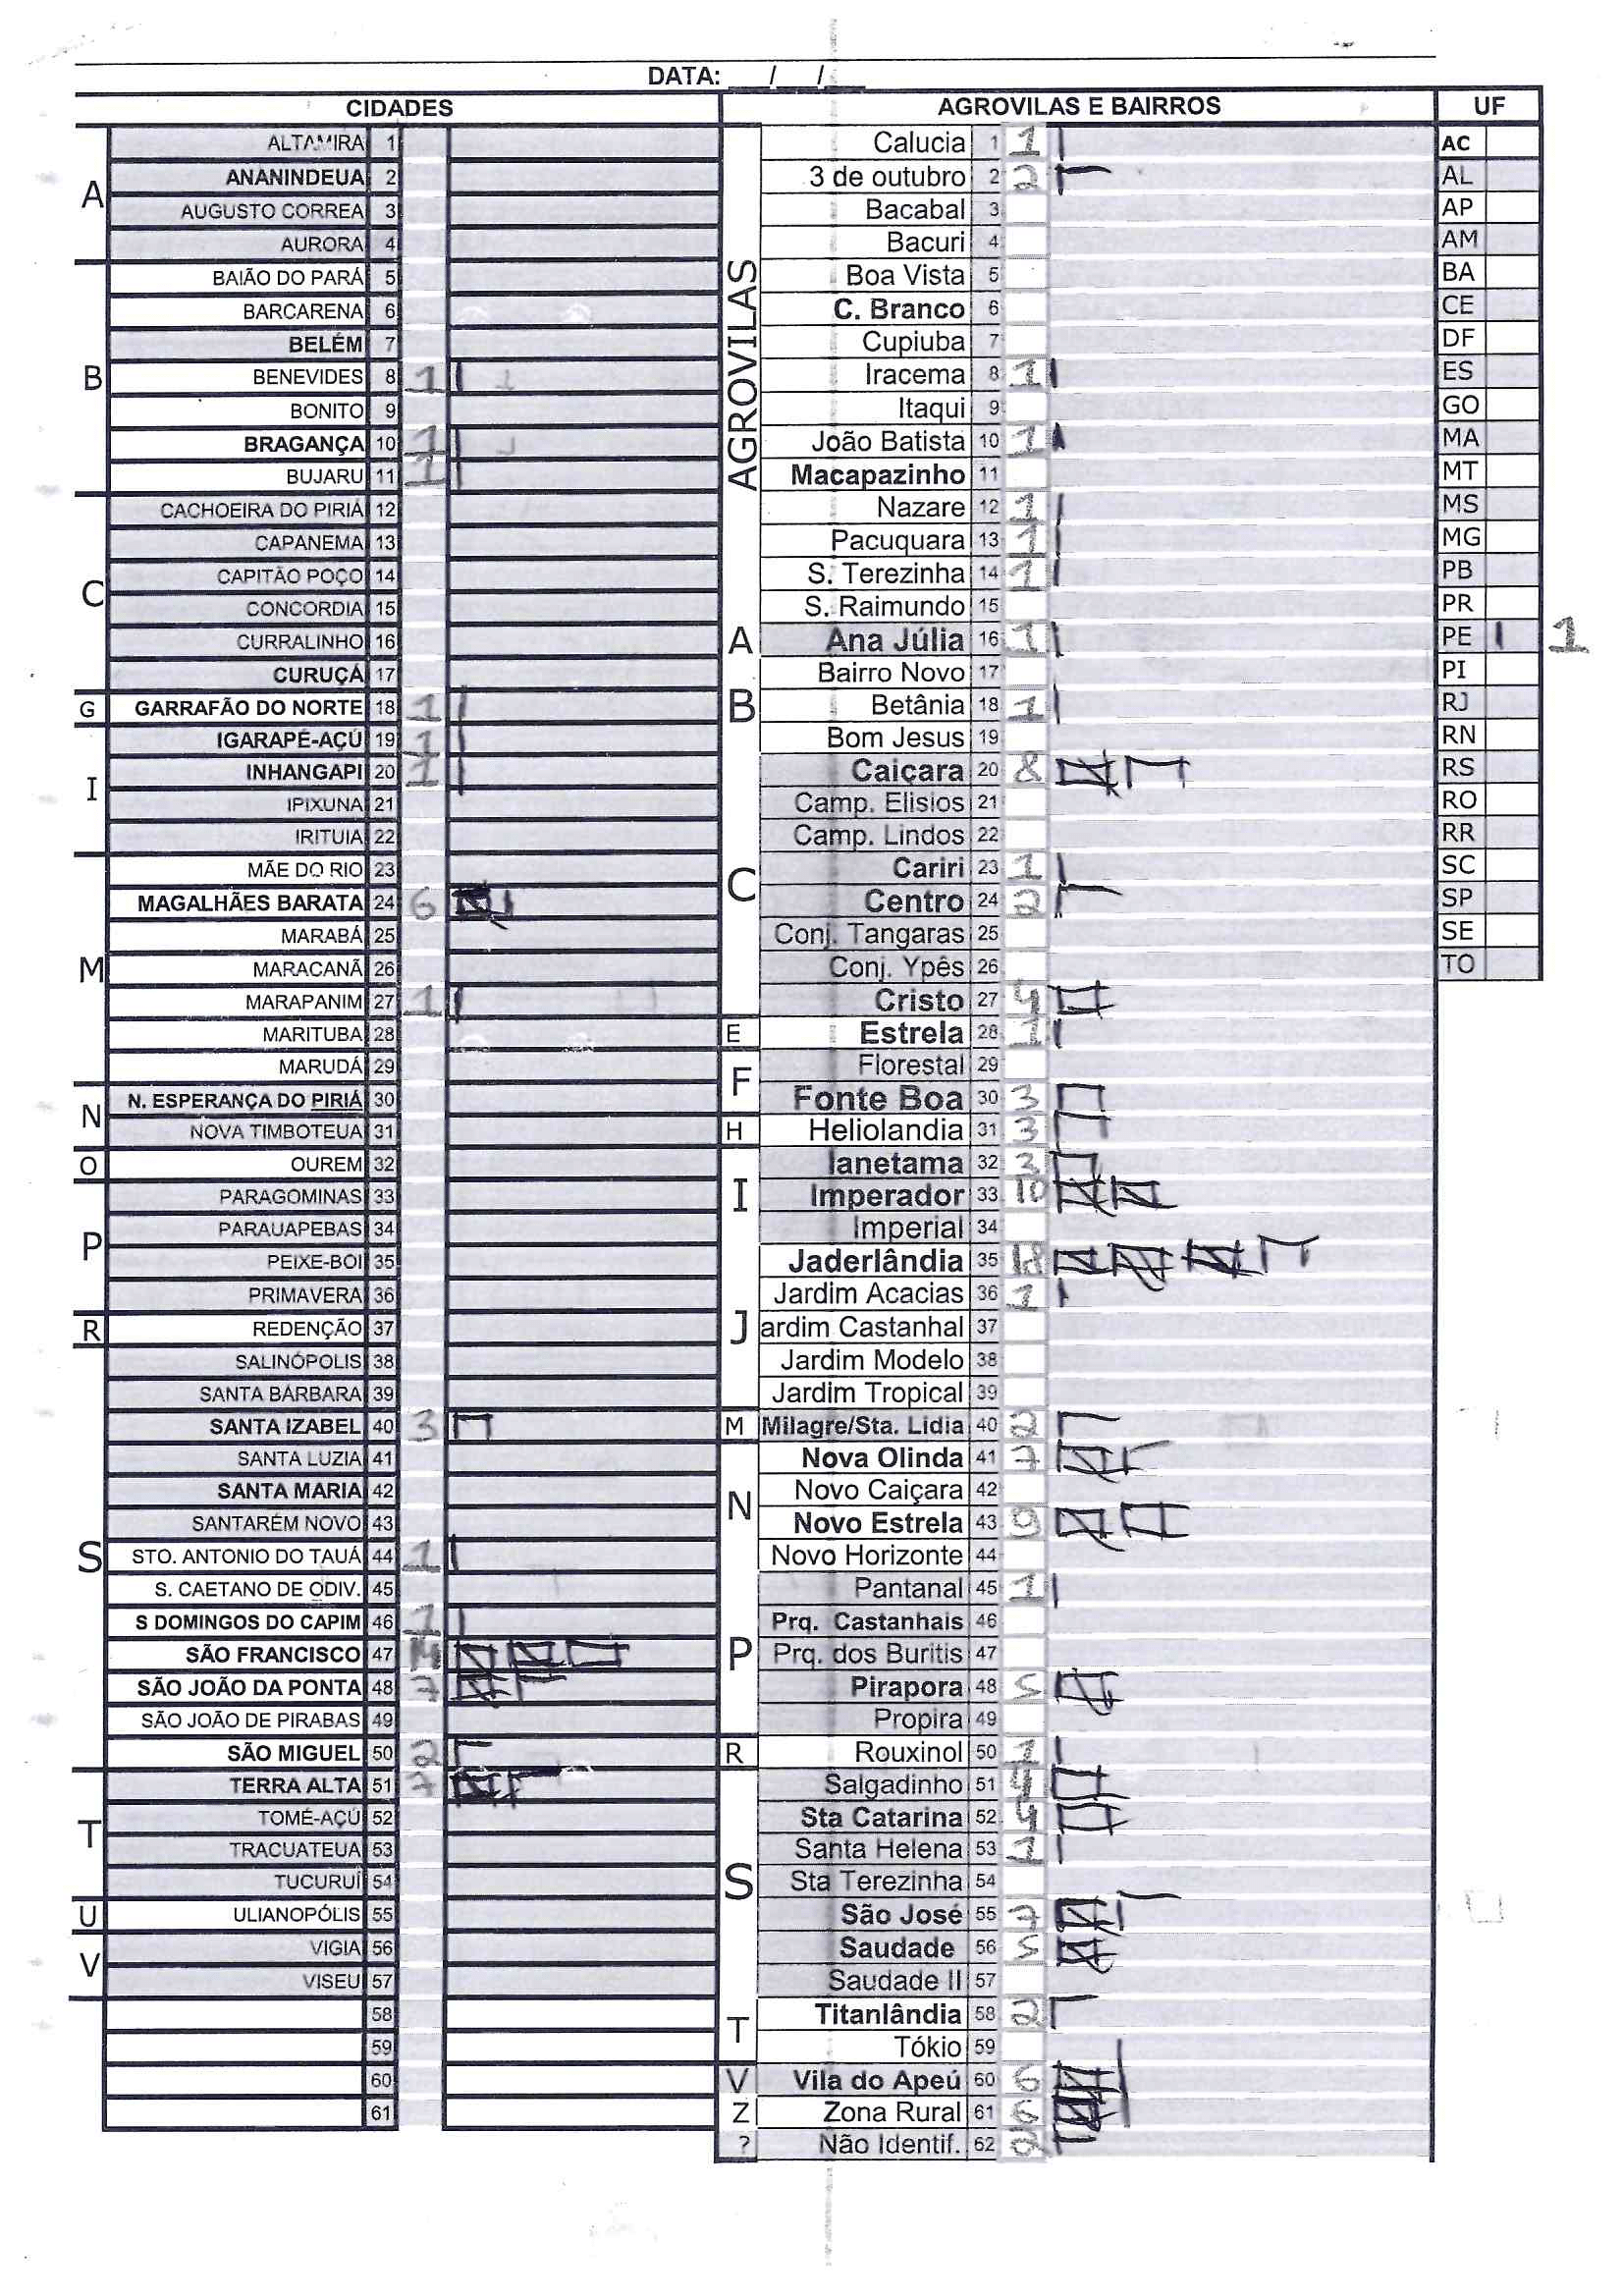 DATA: __/__/__
CIDADES
A
ALTAMIRA 1
ANANINDEUA 2
AUGUSTO CORREA 3
AURORA 4
B
BAIÃO DO PARÁ 5
BARCARENA 6
BELÉM 7
BENEVIDES 8 1
BONITO 9
BRAGANÇA 10 1
BUJARU 11 1
C
CACHOEIRA DO PIRIÁ 12
CAPANEMA 13
CAPITÃO POÇO 14
CONCORDIA 15
CURRALINHO 16
CURUÇÁ 17
G
GARRAFÃO DO NORTE 18 1
I
IGARAPÉ-AÇÚ 19 1
INHANGAPI 20 1
IPIXUNA 21
IRITUIA 22
M
MÃE DO RIO 23
MAGALHÃES BARATA 24 6
MARABÁ 25
MARACANÃ 26
MARAPANIM 27 1
MARITUBA 28
MARUDÁ 29
N
N. ESPERANÇA DO PIRIÁ 30
NOVA TIMBOTEUA 31
O
OUREM 32
P
PARAGOMINAS 33
PARAUAPEBAS 34
PEIXE-BOI 35
PRIMAVERA 36
R
REDENÇÃO 37
S
SALINÓPOLIS 38
SANTA BÁRBARA 39
SANTA IZABEL 40 3
SANTA LUZIA 41
SANTA MARIA 42
SANTARÉM NOVO 43
STO. ANTONIO DO TAUÁ 44 1
S. CAETANO DE ODIV. 45
S DOMINGOS DO CAPIM 46 1
SÃO FRANCISCO 47 14
SÃO JOÃO DA PONTA 48 7
SÃO JOÃO DE PIRABAS 49
SÃO MIGUEL 50 2
T
TERRA ALTA 51 7
TOMÉ-AÇÚ 52
TRACUATEUA 53
TUCURUÍ 54
U
ULIANOPÓLIS 55
V
VIGIA 56
VISEU 57
58
59
60
61
AGROVILAS E BAIRROS
AGROVILAS
Calucia 1 1
3 de outubro 2 2
Bacabal 3
Bacuri 4
Boa Vista 5
C. Branco 6
Cupiuba 7
Iracema 8 1
Itaqui 9
João Batista 10 1
Macapazinho 11
Nazare 12 1
Pacuquara 13 1
S. Terezinha 14 1
S. Raimundo 15
A
Ana Júlia 16 1
Bairro Novo 17
B
Betânia 18 1
Bom Jesus 19
Caiçara 20 8
Camp. Elisios 21
Camp. Lindos 22
C
Cariri 23 1
Centro 24 2
Conj. Tangaras 25
Conj. Ypês 26
Cristo 27 4
E
Estrela 28 1
F
Florestal 29
Fonte Boa 30 3
H
Heliolandia 31 3
I
Ianetama 32 3
Imperador 33 10
Imperial 34
J
Jaderlândia 35 18
Jardim Acacias 36 1
ardim Castanhal 37
Jardim Modelo 38
Jardim Tropical 39
M
Milagre/Sta. Lidia 40 2
N
Nova Olinda 41 7
Novo Caiçara 42
Novo Estrela 43 9
Novo Horizonte 44
P
Pantanal 45 1
Prq. Castanhais 46
Prq. dos Buritis 47
Pirapora 48 5
Propira 49
R
Rouxinol 50 1
S
Salgadinho 51 4
Sta Catarina 52 4
Santa Helena 53 1
Sta Terezinha 54
São José 55 7
Saudade 56 5
Saudade II 57
T
Titanlândia 58 2
Tókio 59
V
Vila do Apeú 60 6
Z
Zona Rural 61 6
?
Não Identif. 62 2
UF
AC
AL
AP
AM
BA
CE
DF
ES
GO
MA
MT
MS
MG
PB
PR
PE 1
PI
RJ
RN
RS
RO
RR
SC
SP
SE
TO